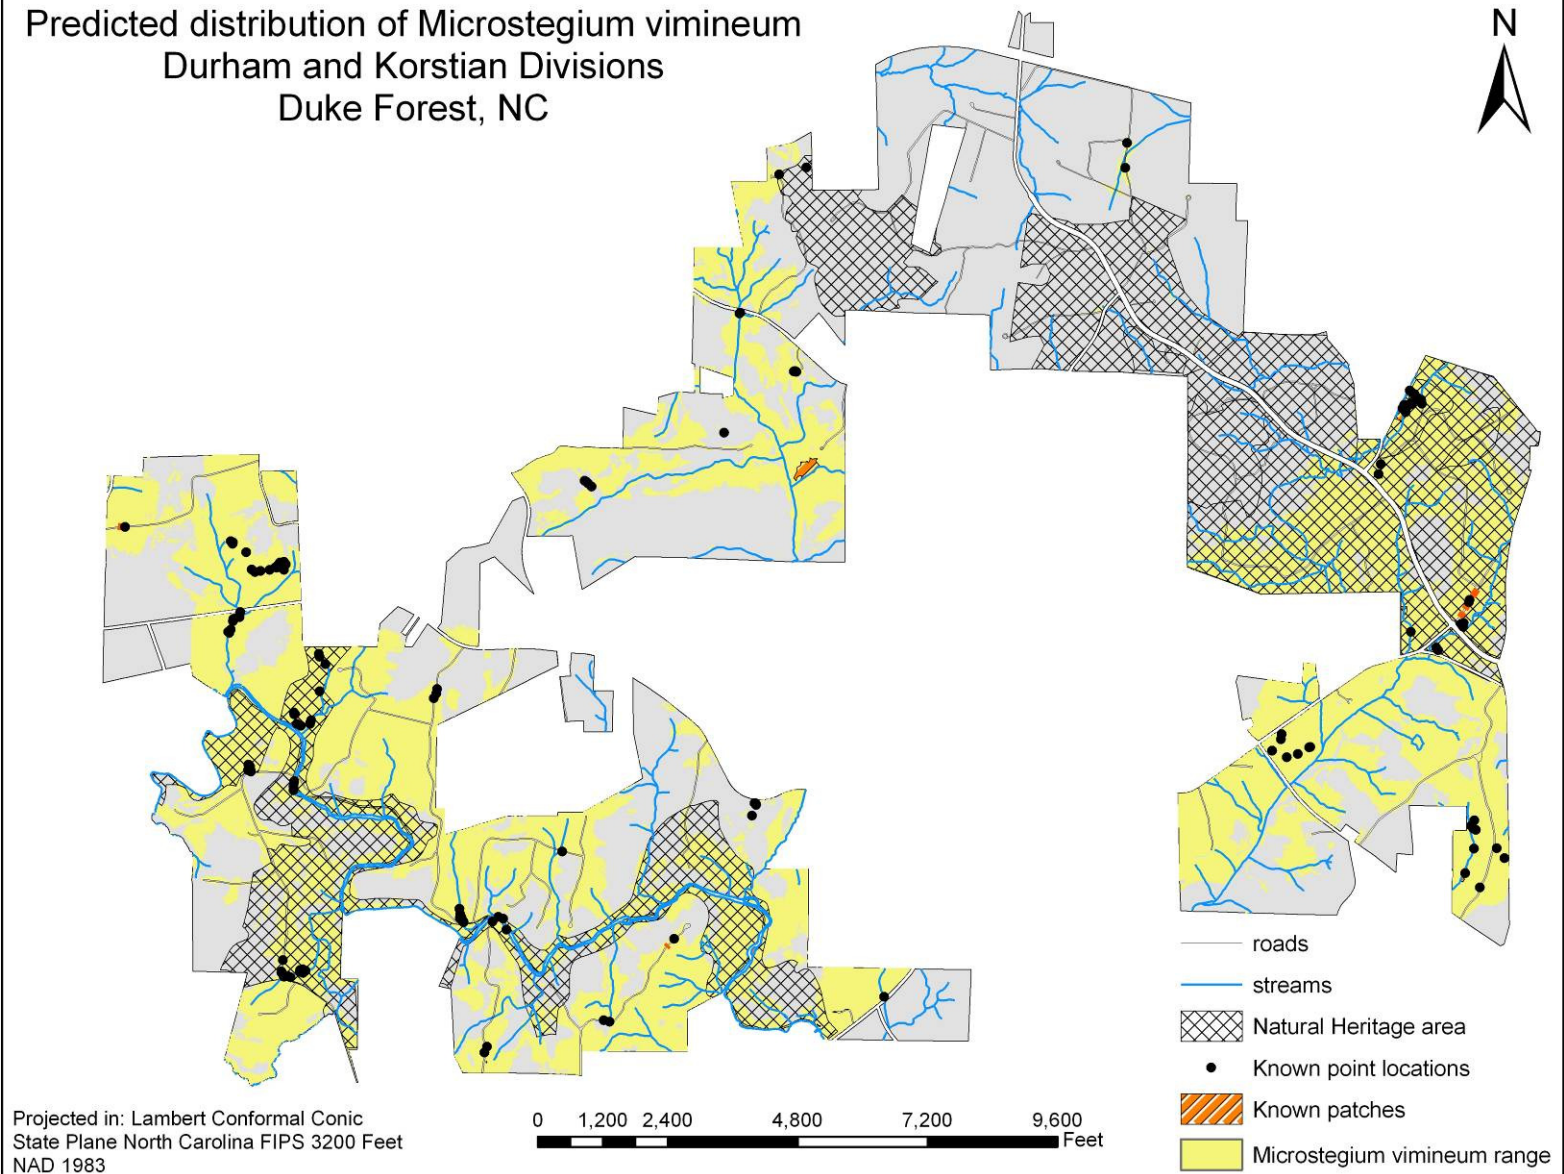 Predicted distribution of Microstegium vimineum
Durham and Korstian Divisions
Duke Forest, NC
N
roads
streams
Natural Heritage area
Known point locations
Known patches
Microstegium vimineum range
Projected in: Lambert Conformal Conic
State Plane North Carolina FIPS 3200 Feet
NAD 1983
0 1,200 2,400 4,800 7,200 9,600
Feet